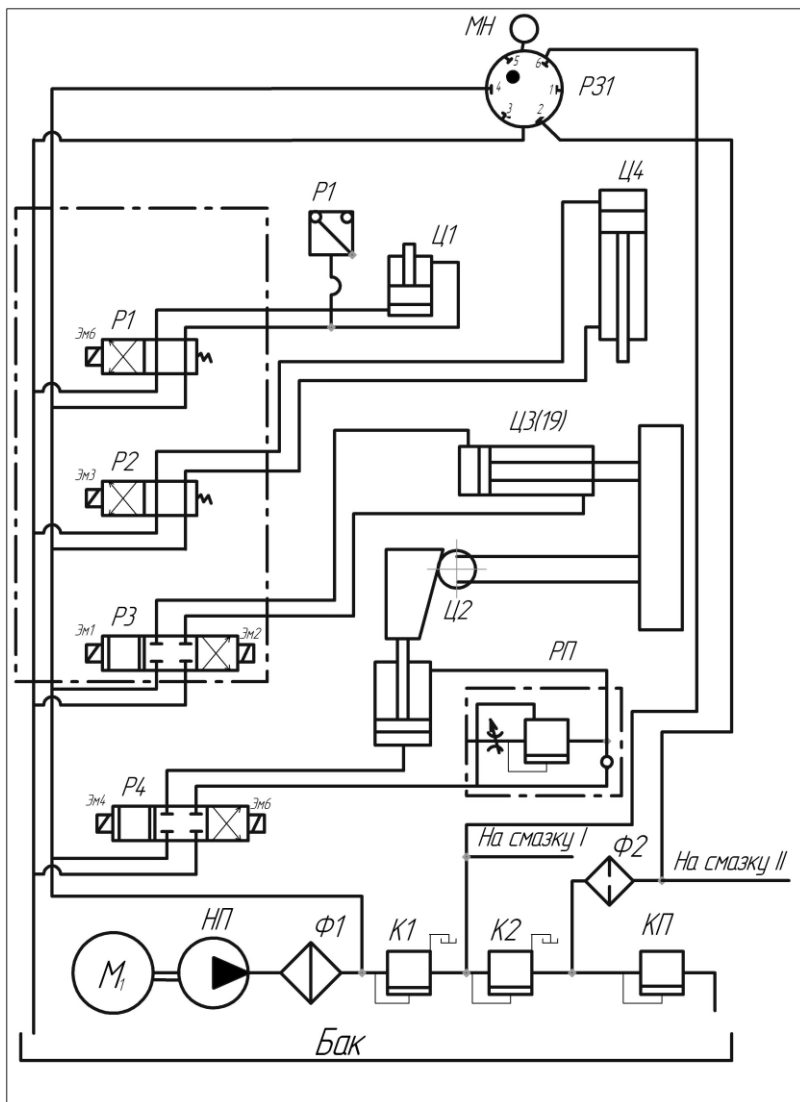 МН
5 6
4 1 РЗ1
3 2
Ц4
Р1
Ц1
Р1
Эм6
Ц3(19)
Р2
Эм3
Ц2
Р3
Эм1 Эм2
РП
Р4
Эм4 Эм6
На смазку I
Ф2
На смазку II
НП
Ф1
К1
К2
КП
М1
Бак